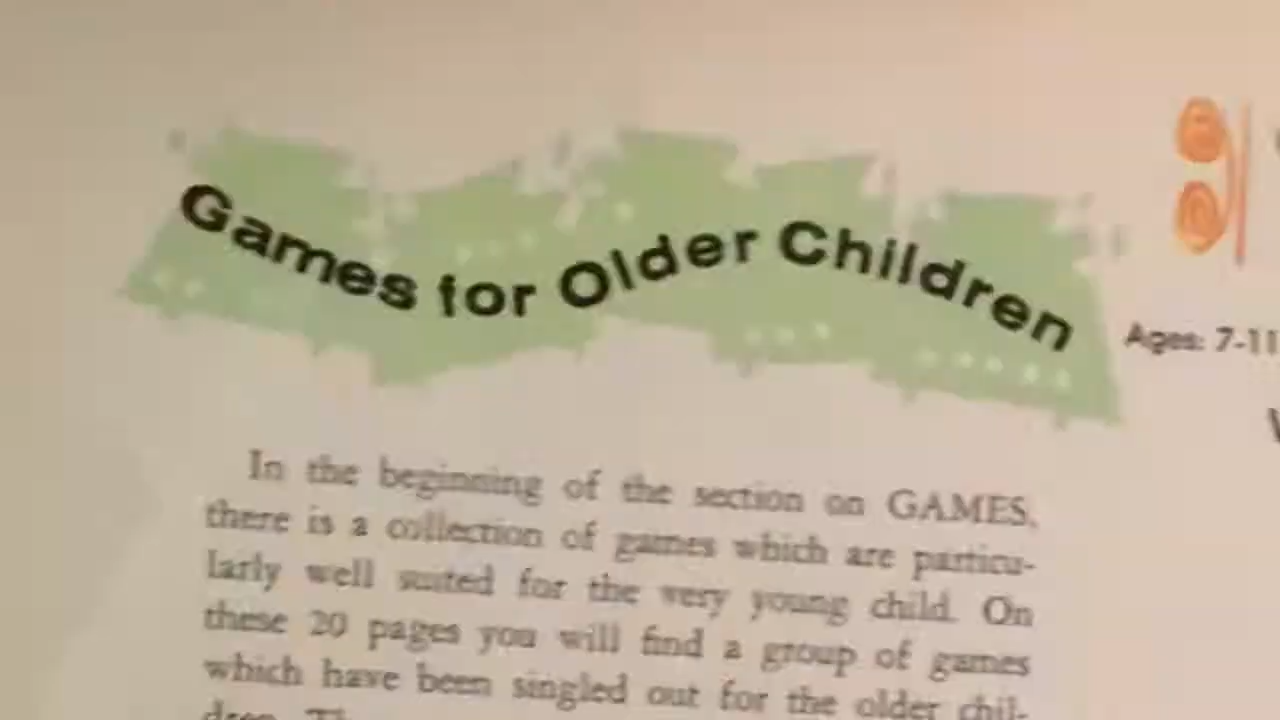 Games for Older Children
Ages: 7-11
In the beginning of the section on GAMES,
there is a collection of games which are particu-
larly well suited for the very young child. On
these 20 pages you will find a group of games
which have been singled out for the older chil-
dren.